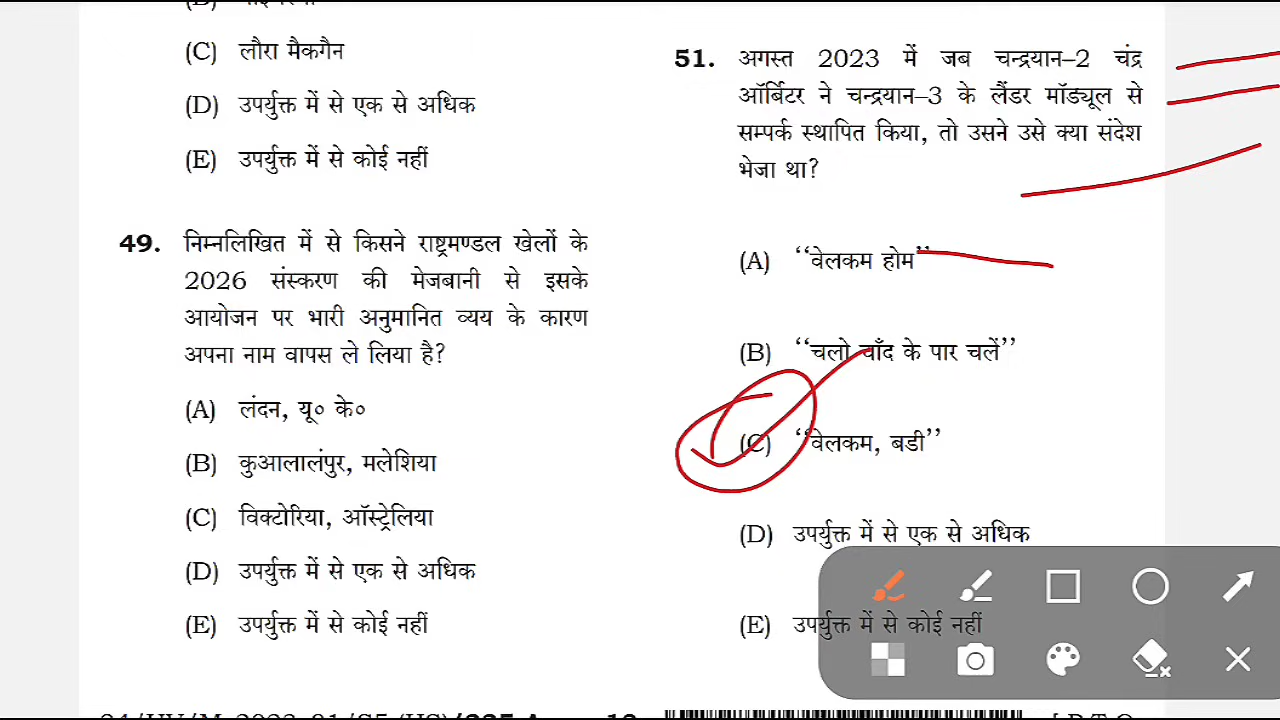 (C) लौरा मैकगैन
(D) उपर्युक्त में से एक से अधिक
(E) उपर्युक्त में से कोई नहीं
49. निम्नलिखित में से किसने राष्ट्रमण्डल खेलों के
2026 संस्करण की मेजबानी से इसके
आयोजन पर भारी अनुमानित व्यय के कारण
अपना नाम वापस ले लिया है?
(A) लंदन, यू० के०
(B) कुआलालंपुर, मलेशिया
(C) विक्टोरिया, ऑस्ट्रेलिया
(D) उपर्युक्त में से एक से अधिक
(E) उपर्युक्त में से कोई नहीं
51. अगस्त 2023 में जब चन्द्रयान–2 चंद्र
ऑर्बिटर ने चन्द्रयान–3 के लैंडर मॉड्यूल से
सम्पर्क स्थापित किया, तो उसने उसे क्या संदेश
भेजा था?
(A) ‘‘वेलकम होम’’
(B) ‘‘चलो चाँद के पार चलें’’
(C) ‘‘वेलकम, बडी’’
(D) उपर्युक्त में से एक से अधिक
(E) उपर्युक्त में से कोई नहीं